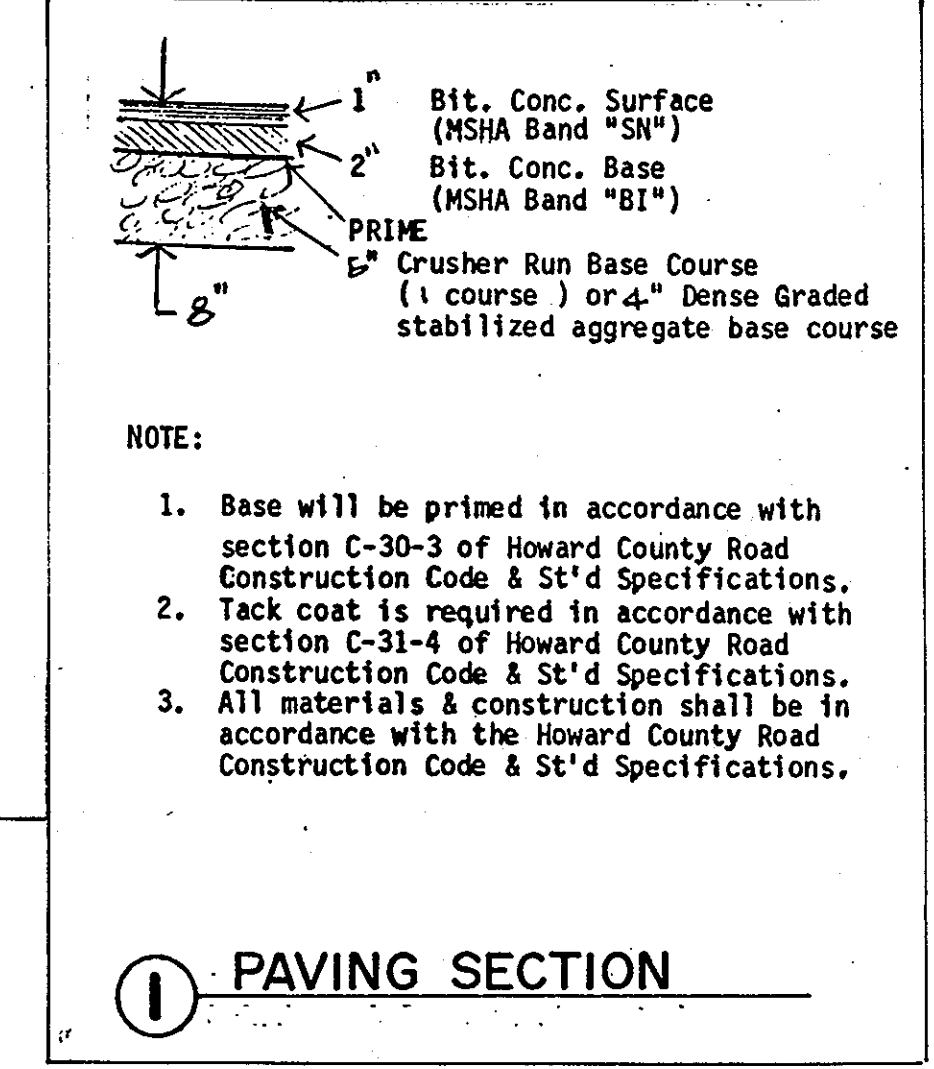 1" Bit. Conc. Surface
(MSHA Band "SN")
2" Bit. Conc. Base
(MSHA Band "BI")
PRIME
5" Crusher Run Base Course
(1 course ) or 4" Dense Graded
stabilized aggregate base course
8"
NOTE:
1. Base will be primed in accordance with
section C-30-3 of Howard County Road
Construction Code & St'd Specifications.
2. Tack coat is required in accordance with
section C-31-4 of Howard County Road
Construction Code & St'd Specifications.
3. All materials & construction shall be in
accordance with the Howard County Road
Construction Code & St'd Specifications.
1 PAVING SECTION